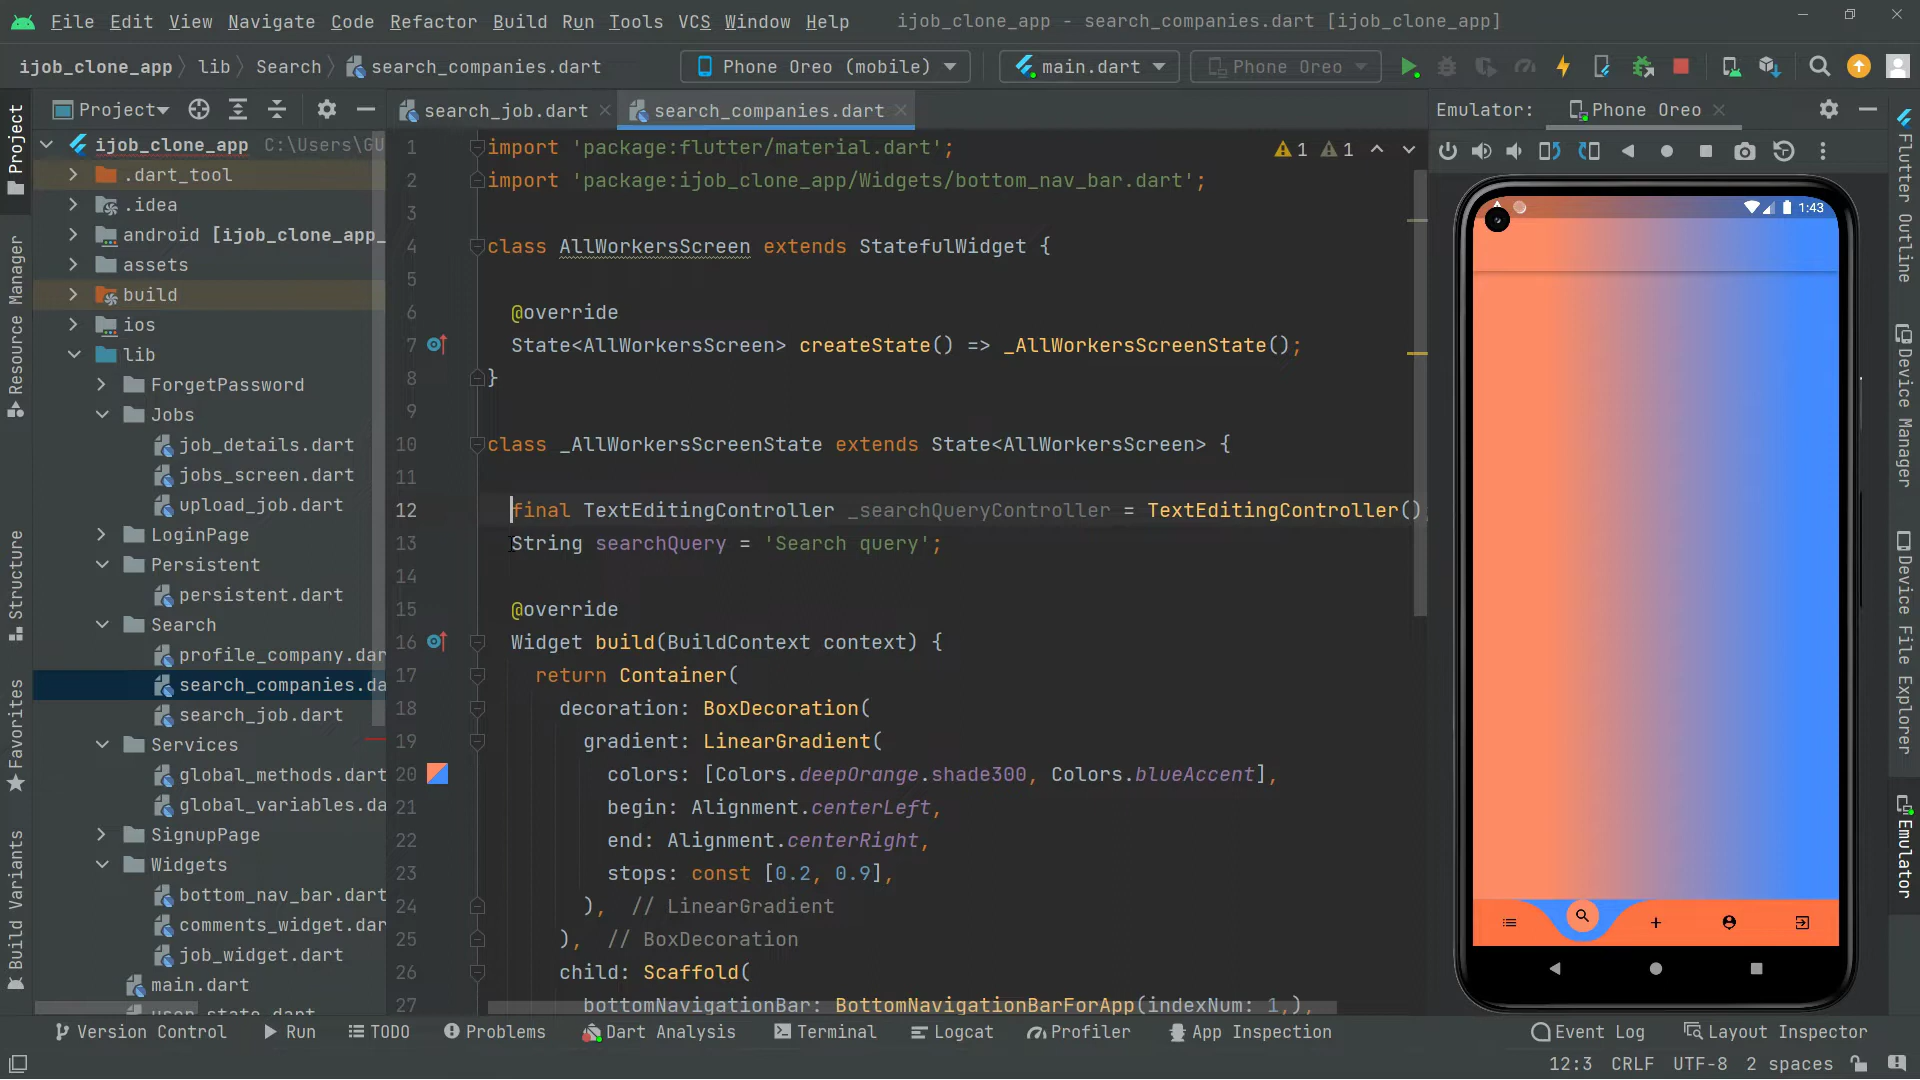 File Edit View Navigate Code Refactor Build Run Tools VCS Window Help ijob_clone_app - search_companies.dart [ijob_clone_app]
ijob_clone_app lib Search search_companies.dart Phone Oreo (mobile) main.dart Phone Oreo
Project search_job.dart search_companies.dart Emulator: Phone Oreo
ijob_clone_app C:\Users\GU
.dart_tool
.idea
android [ijob_clone_app_
assets
build
ios
lib
ForgetPassword
Jobs
job_details.dart
jobs_screen.dart
upload_job.dart
LoginPage
Persistent
persistent.dart
Search
profile_company.dar
search_companies.da
search_job.dart
Services
global_methods.dart
global_variables.da
SignupPage
Widgets
bottom_nav_bar.dart
comments_widget.dar
job_widget.dart
main.dart
user_state.dart
1 import 'package:flutter/material.dart';
1 1
2 import 'package:ijob_clone_app/Widgets/bottom_nav_bar.dart';
3
4 class AllWorkersScreen extends StatefulWidget {
5
6 @override
7 State<AllWorkersScreen> createState() => _AllWorkersScreenState();
8 }
9
10 class _AllWorkersScreenState extends State<AllWorkersScreen> {
11
12 final TextEditingController _searchQueryController = TextEditingController()
13 String searchQuery = 'Search query';
14
15 @override
16 Widget build(BuildContext context) {
17 return Container(
18 decoration: BoxDecoration(
19 gradient: LinearGradient(
20 colors: [Colors.deepOrange.shade300, Colors.blueAccent],
21 begin: Alignment.centerLeft,
22 end: Alignment.centerRight,
23 stops: const [0.2, 0.9],
24 ), // LinearGradient
25 ), // BoxDecoration
26 child: Scaffold(
27 bottomNavigationBar: BottomNavigationBarForApp(indexNum: 1,),
1:43
Project
Resource Manager
Structure
Favorites
Build Variants
Flutter Outline
Device Manager
Device File Explorer
Emulator
Version Control Run TODO Problems Dart Analysis Terminal Logcat Profiler App Inspection Event Log Layout Inspector
12:3 CRLF UTF-8 2 spaces